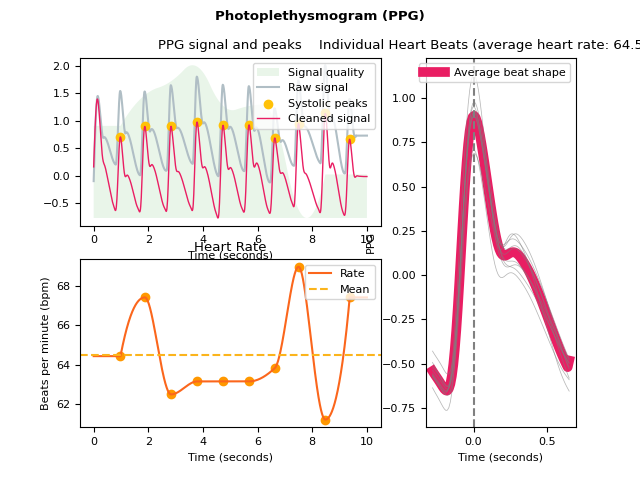 Photoplethysmogram (PPG)
PPG signal and peaks
Individual Heart Beats (average heart rate: 64.5
Signal quality
Raw signal
Systolic peaks
Cleaned signal
2.0
1.5
1.0
0.5
0.0
−0.5
0 2 4 6 8 10
Time (seconds)
Heart Rate
Rate
Mean
Beats per minute (bpm)
68
66
64
62
0 2 4 6 8 10
Time (seconds)
Average beat shape
PPG
1.00
0.75
0.50
0.25
0.00
−0.25
−0.50
−0.75
0.0 0.5
Time (seconds)